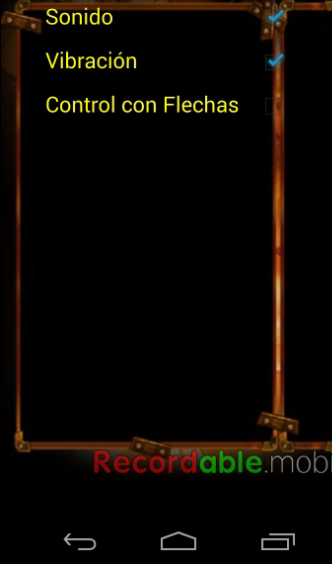 Sonido
Vibración
Control con Flechas
Recordable.mobi